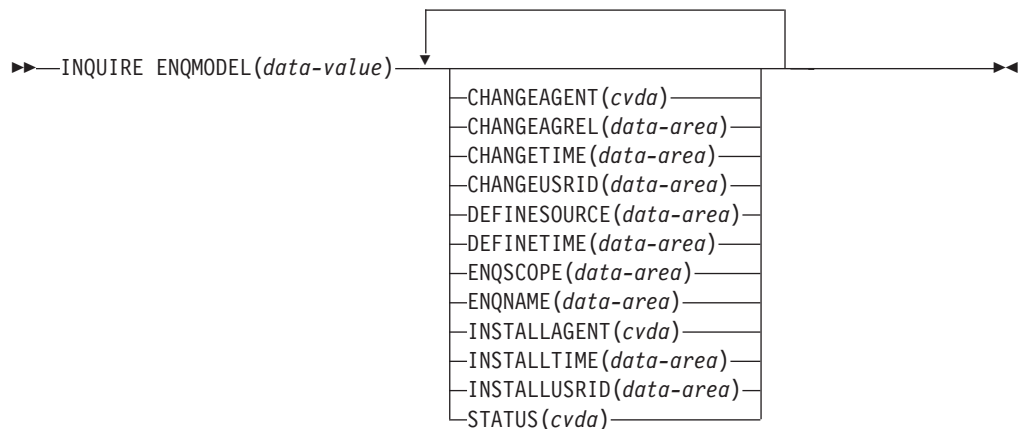 INQUIRE ENQMODEL(data-value)
CHANGEAGENT(cvda)
CHANGEAGREL(data-area)
CHANGETIME(data-area)
CHANGEUSRID(data-area)
DEFINESOURCE(data-area)
DEFINETIME(data-area)
ENQSCOPE(data-area)
ENQNAME(data-area)
INSTALLAGENT(cvda)
INSTALLTIME(data-area)
INSTALLUSRID(data-area)
STATUS(cvda)